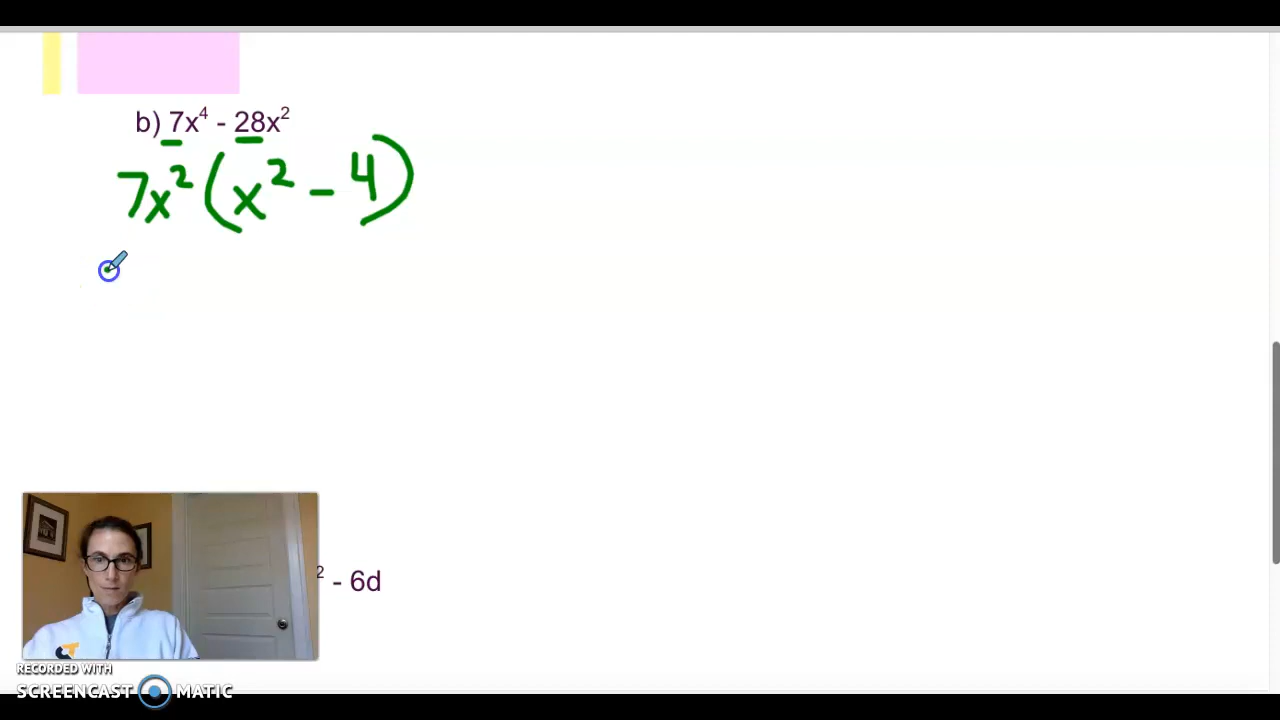 b) 7x⁴ - 28x²
7x² (x² - 4)
² - 6d
RECORDED WITH
SCREENCAST MATIC